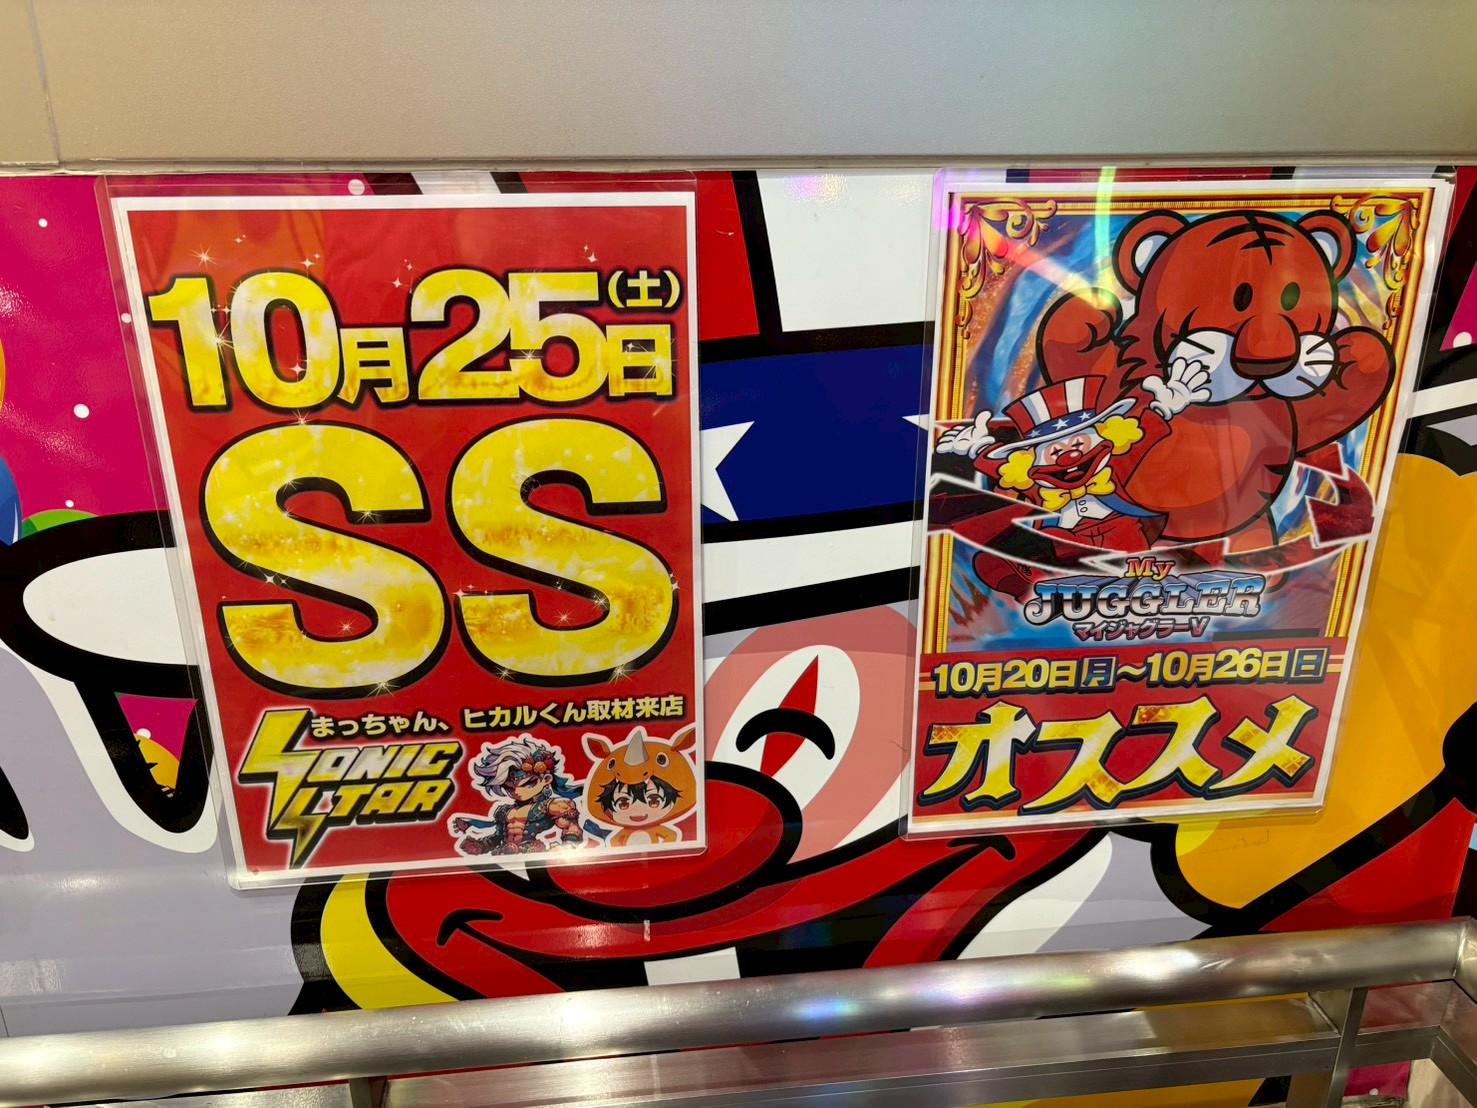 10月25日(土)
SS
まっちゃん、ヒカルくん取材来店
SONIC
STAR
My
JUGGLER
マイジャグラーV
10月20日月〜10月26日日
オススメ